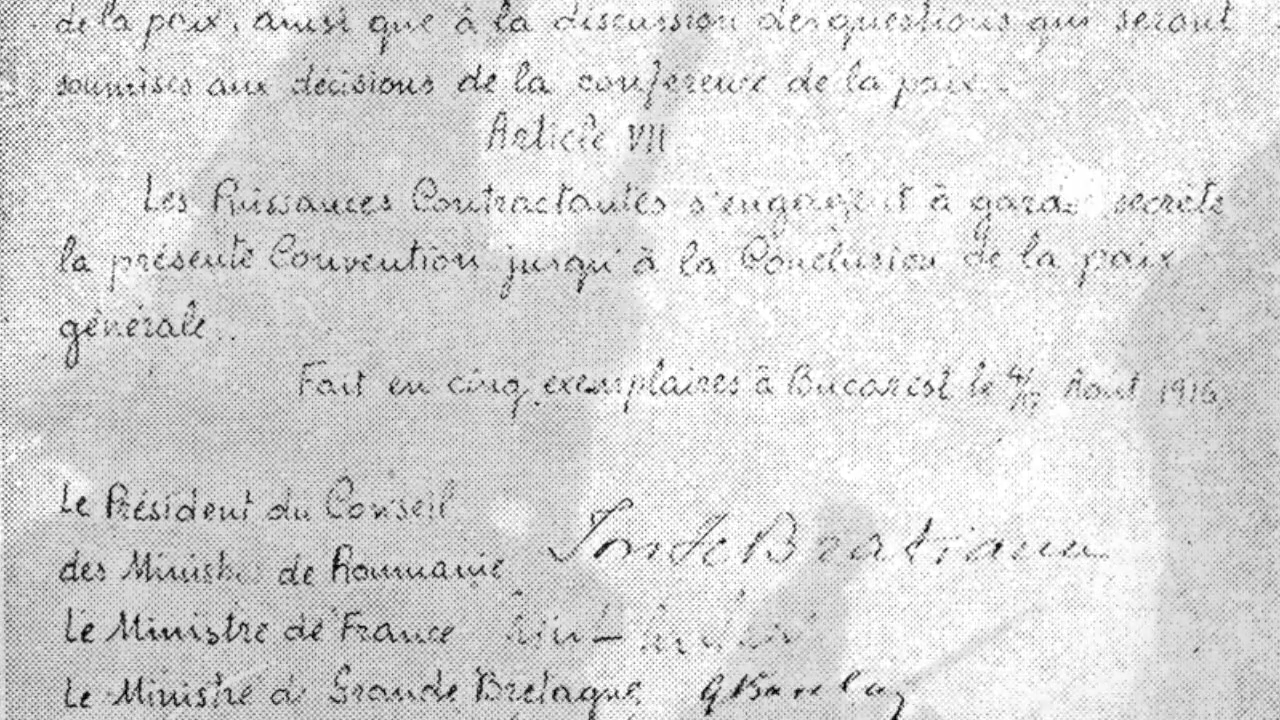 de la paix, ainsi que à la discussion des questions qui seront
soumises aux décisions de la conférence de la paix.
Article VII
Les Puissances Contractantes s'engagent à garder secrète
la présente Convention jusqu'à la Conclusion de la paix
générale.
Fait en cinq exemplaires à Bucarest le 4/17 Août 1916.
Le Président du Conseil
des Ministres de Roumanie Ion I C Bratianu
Le Ministre de France
Le Ministre de Grande Bretagne G Barclay